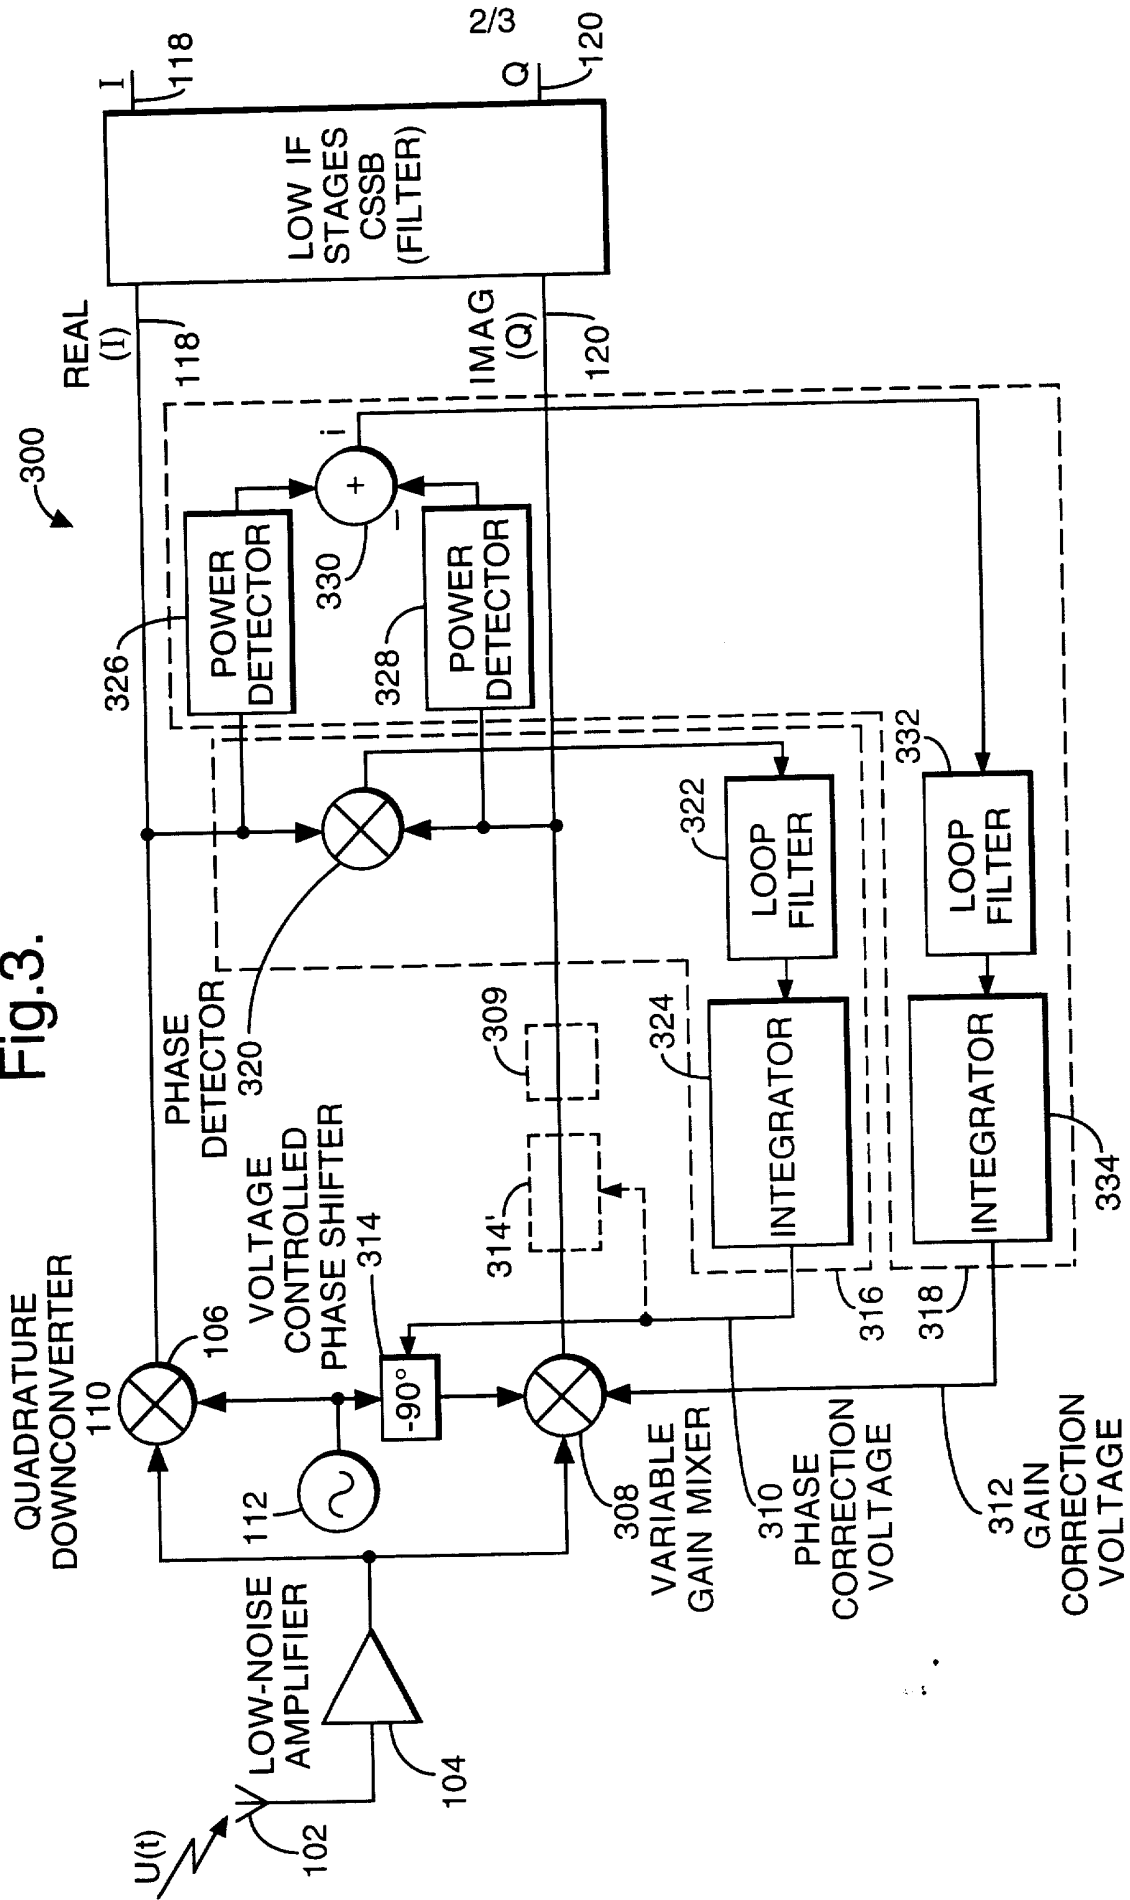 2/3
Fig.3.
300
U(t)
102
LOW-NOISE
AMPLIFIER
104
QUADRATURE
DOWNCONVERTER
110
106
112
VOLTAGE
CONTROLLED
PHASE SHIFTER
314
-90°
308
VARIABLE
GAIN MIXER
310
PHASE
CORRECTION
VOLTAGE
312
GAIN
CORRECTION
VOLTAGE
314'
309
PHASE
DETECTOR
320
324
INTEGRATOR
322
LOOP
FILTER
316
318
INTEGRATOR
334
332
LOOP
FILTER
326
POWER
DETECTOR
328
POWER
DETECTOR
330
+
−
i
REAL
(I)
118
IMAG
(Q)
120
LOW IF
STAGES
CSSB
(FILTER)
I
118
Q
120